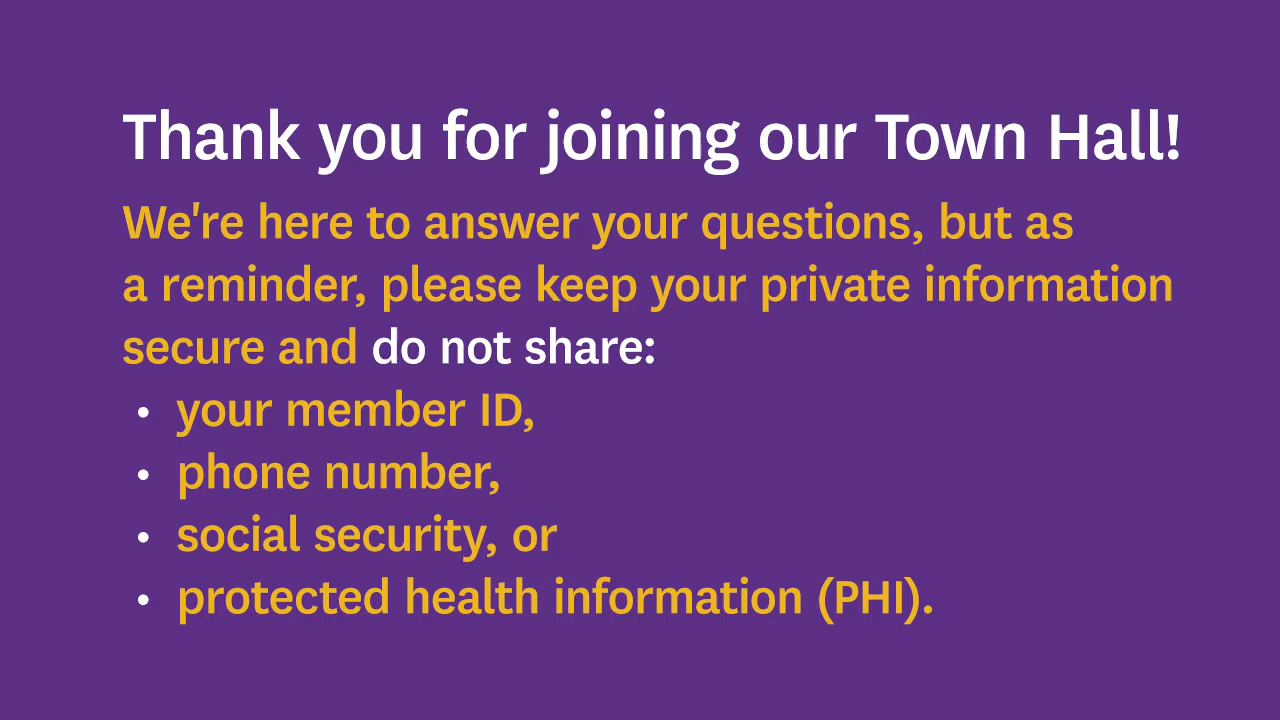 Thank you for joining our Town Hall!
We're here to answer your questions, but as
a reminder, please keep your private information
secure and do not share:
• your member ID,
• phone number,
• social security, or
• protected health information (PHI).